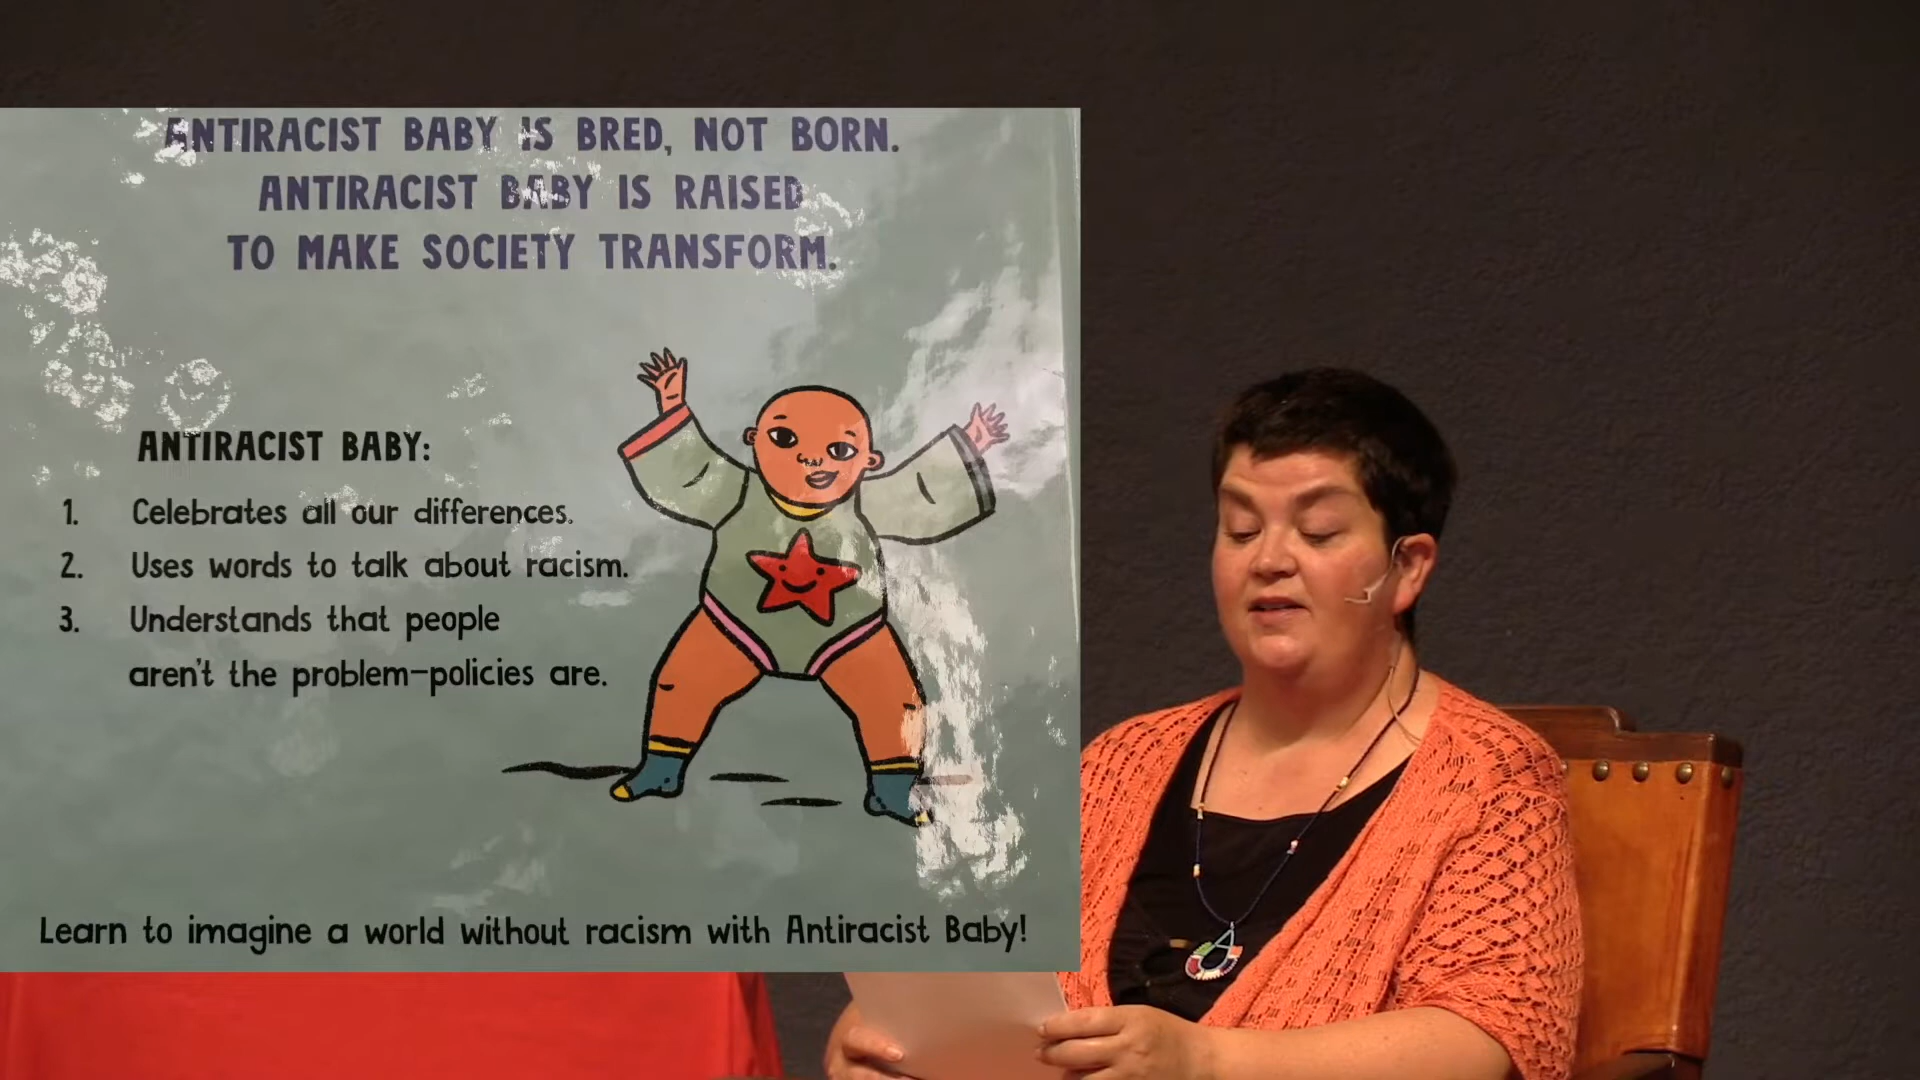 ANTIRACIST BABY IS BRED, NOT BORN.
ANTIRACIST BABY IS RAISED
TO MAKE SOCIETY TRANSFORM.
ANTIRACIST BABY:
1. Celebrates all our differences.
2. Uses words to talk about racism.
3. Understands that people
aren't the problem–policies are.
Learn to imagine a world without racism with Antiracist Baby!